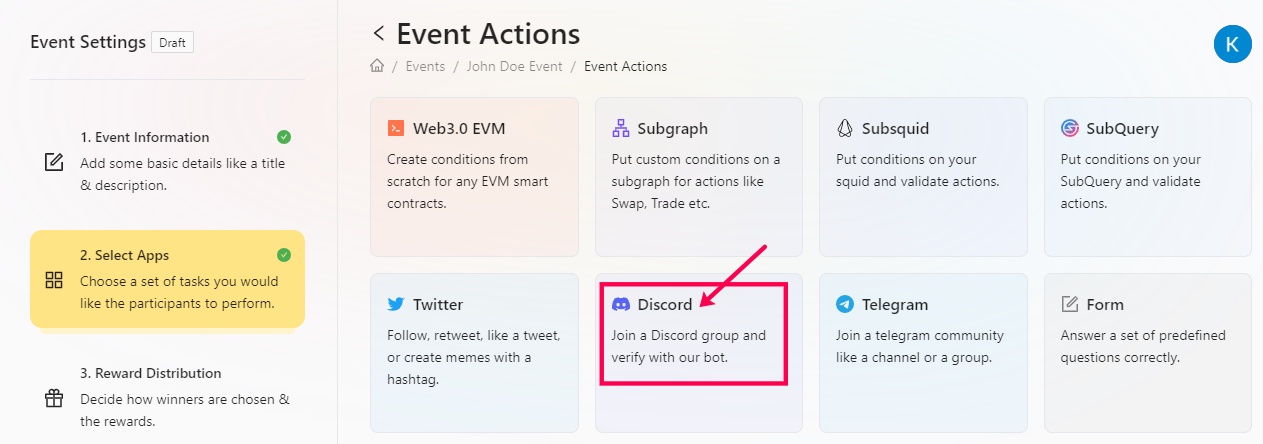 Event Settings Draft
1. Event Information
Add some basic details like a title
& description.
2. Select Apps
Choose a set of tasks you would
like the participants to perform.
3. Reward Distribution
Decide how winners are chosen &
the rewards.
Event Actions
K
/ Events / John Doe Event / Event Actions
Web3.0 EVM
Create conditions from
scratch for any EVM smart
contracts.
Subgraph
Put custom conditions on a
subgraph for actions like
Swap, Trade etc.
Subsquid
Put conditions on your
squid and validate actions.
SubQuery
Put conditions on your
SubQuery and validate
actions.
Twitter
Follow, retweet, like a tweet,
or create memes with a
hashtag.
Discord
Join a Discord group and
verify with our bot.
Telegram
Join a telegram community
like a channel or a group.
Form
Answer a set of predefined
questions correctly.